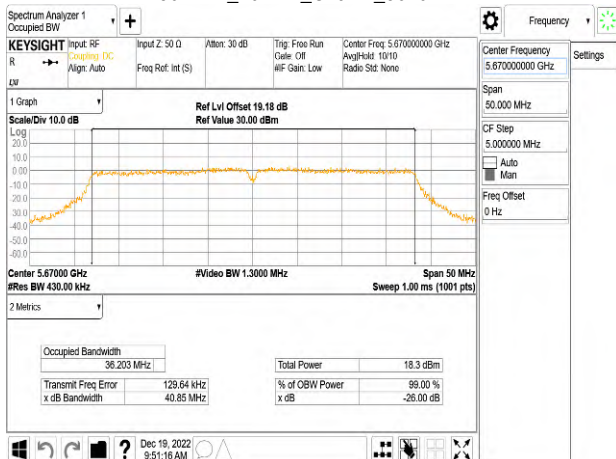 Spectrum Analyzer 1
Occupied BW
KEYSIGHT
R
Input: RF
Coupling: DC
Align: Auto
Input Z: 50 Ω
Freq Ref: Int (S)
Atten: 30 dB
Trig: Free Run
Gate: Off
#IF Gain: Low
Center Freq: 5.670000000 GHz
Avg|Hold: 10/10
Radio Std: None
1 Graph
Scale/Div 10.0 dB
Ref Lvl Offset 19.18 dB
Ref Value 30.00 dBm
Log
20.0
10.0
0.00
-10.0
-20.0
-30.0
-40.0
-50.0
-60.0
Center 5.67000 GHz
#Res BW 430.00 kHz
#Video BW 1.3000 MHz
Span 50 MHz
Sweep 1.00 ms (1001 pts)
2 Metrics
Occupied Bandwidth
36.203 MHz
Total Power 18.3 dBm
Transmit Freq Error 129.64 kHz
% of OBW Power 99.00 %
x dB Bandwidth 40.85 MHz
x dB -26.00 dB
Dec 19, 2022
9:51:16 AM
Frequency
Settings
Center Frequency
5.670000000 GHz
Span
50.000 MHz
CF Step
5.000000 MHz
Auto
Man
Freq Offset
0 Hz